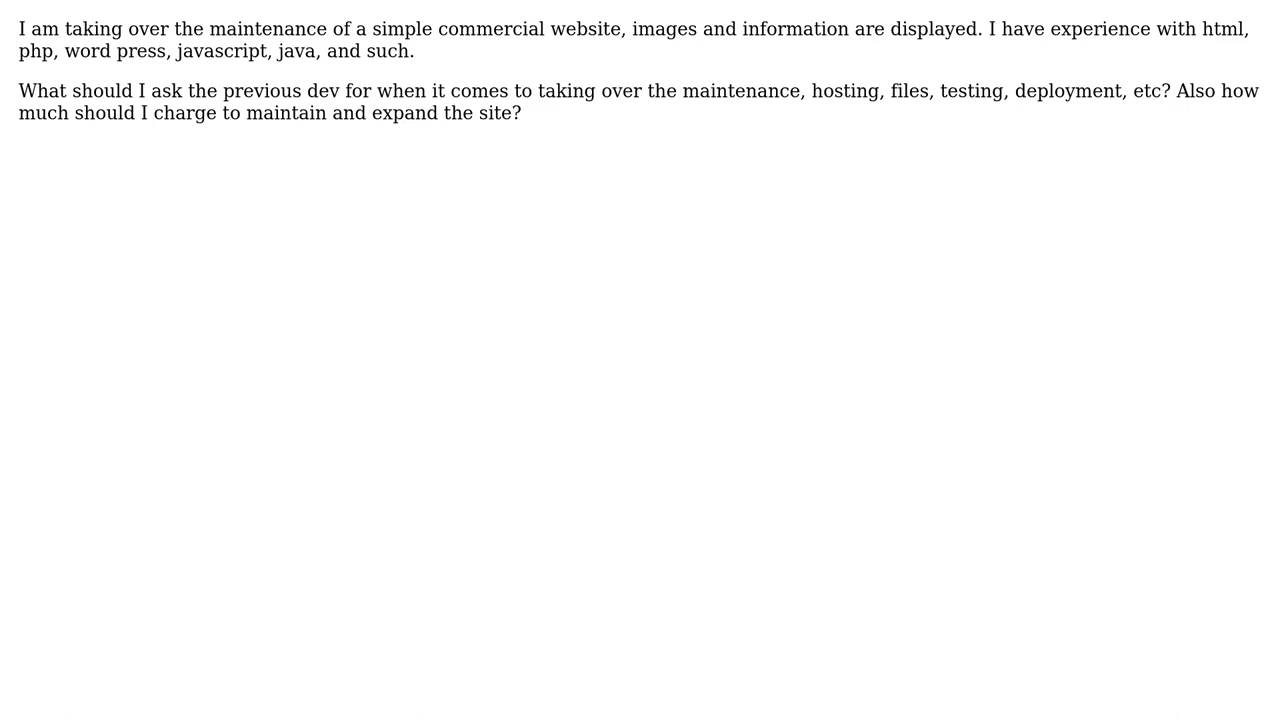 I am taking over the maintenance of a simple commercial website, images and information are displayed. I have experience with html,
php, word press, javascript, java, and such.
What should I ask the previous dev for when it comes to taking over the maintenance, hosting, files, testing, deployment, etc? Also how
much should I charge to maintain and expand the site?